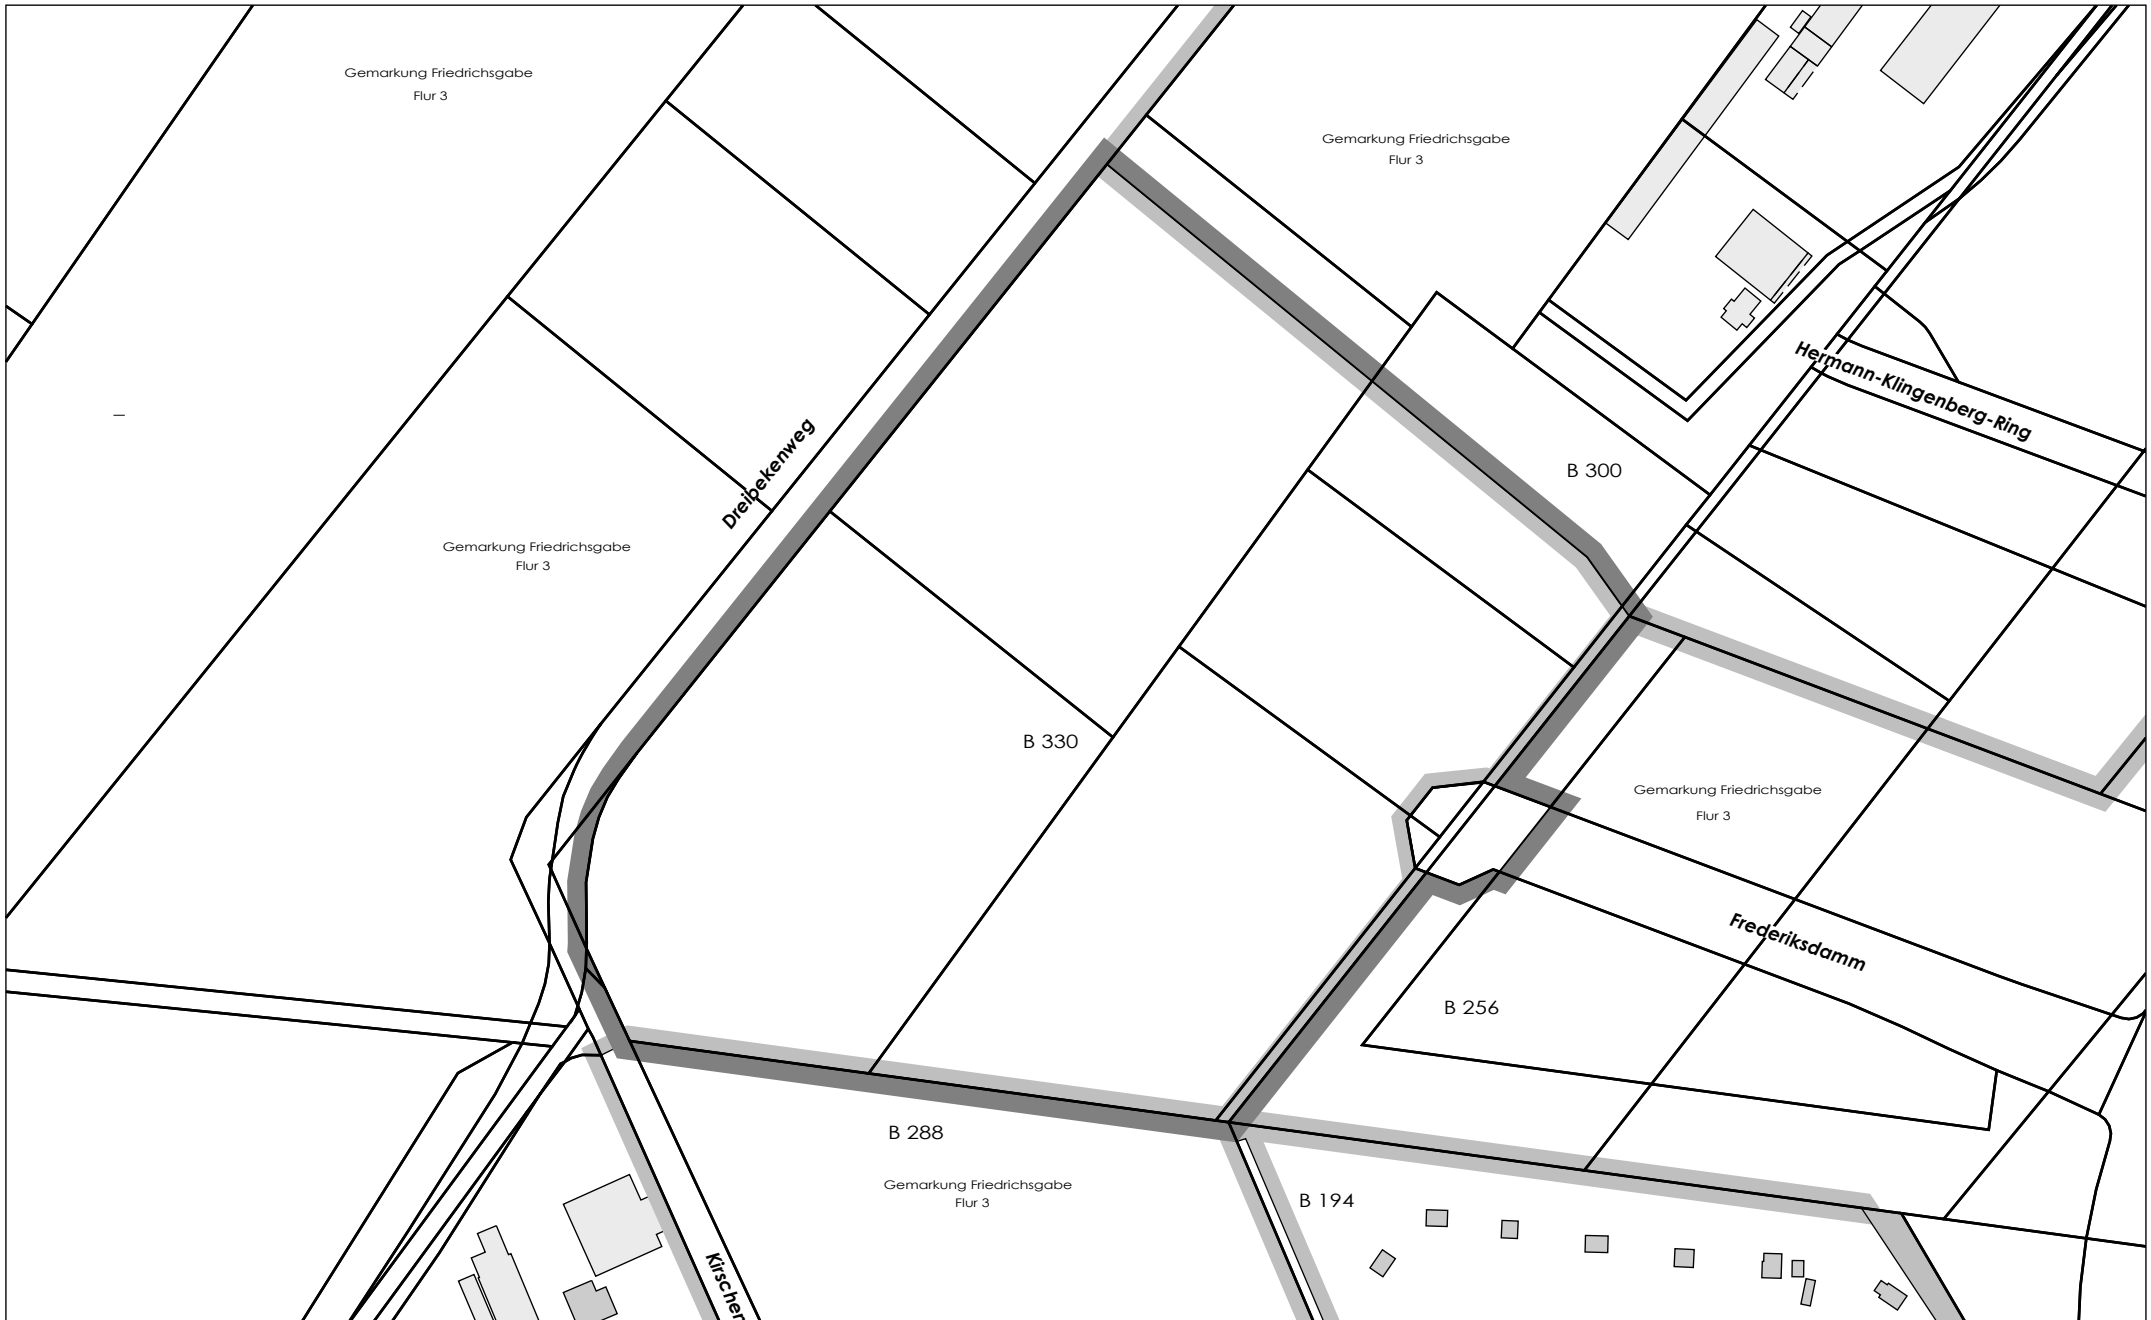 Gemarkung Friedrichsgabe
Flur 3
Gemarkung Friedrichsgabe
Flur 3
Hermann-Klingenberg-Ring
Dreibekenweg
B 300
Gemarkung Friedrichsgabe
Flur 3
B 330
Gemarkung Friedrichsgabe
Flur 3
Frederiksdamm
B 256
B 288
Gemarkung Friedrichsgabe
Flur 3
B 194
Kirschen